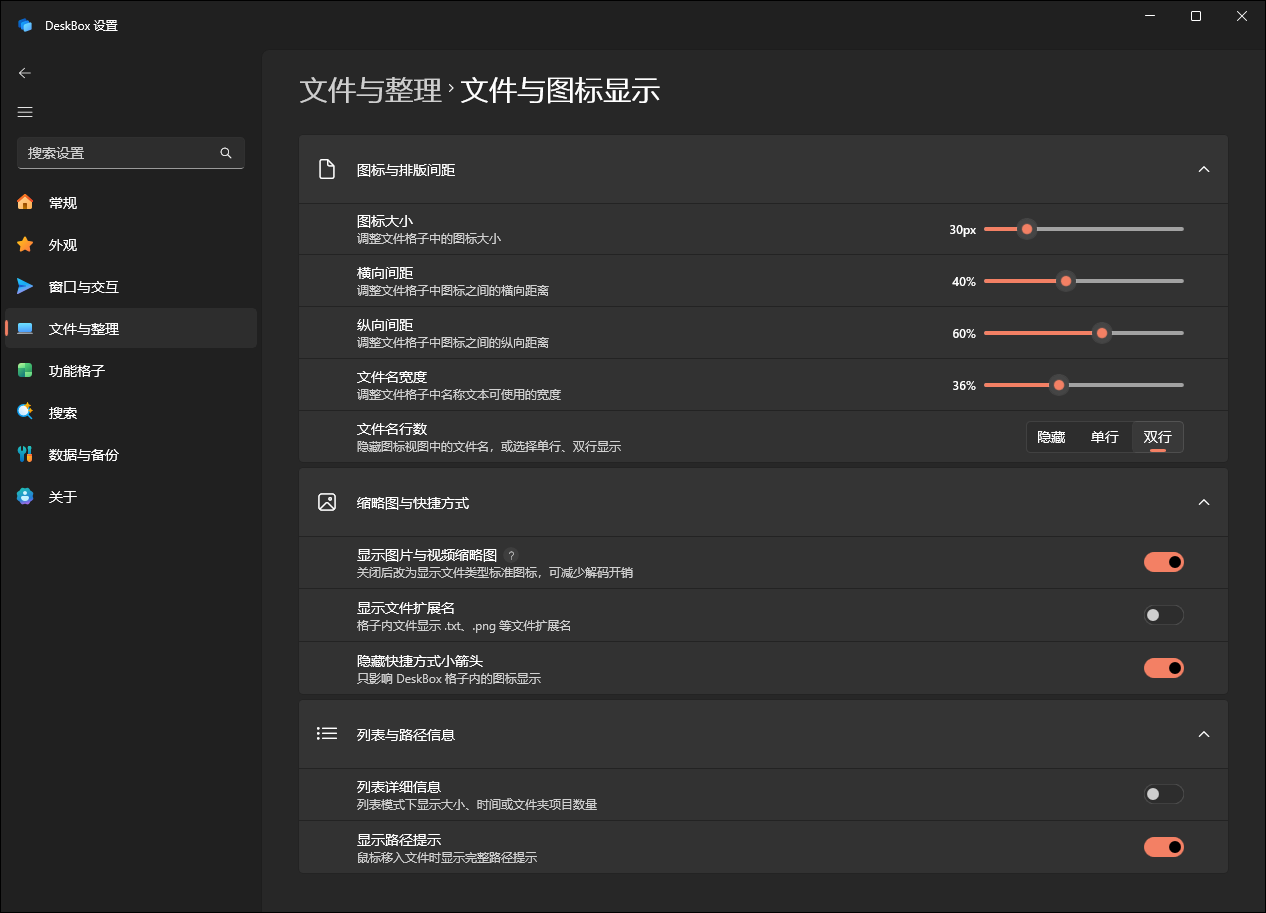 DeskBox 设置
搜索设置
常规
外观
窗口与交互
文件与整理
功能格子
搜索
数据与备份
关于
文件与整理 › 文件与图标显示
图标与排版间距
图标大小
调整文件格子中的图标大小
30px
横向间距
调整文件格子中图标之间的横向距离
40%
纵向间距
调整文件格子中图标之间的纵向距离
60%
文件名宽度
调整文件格子中名称文本可使用的宽度
36%
文件名行数
隐藏图标视图中的文件名，或选择单行、双行显示
隐藏 单行 双行
缩略图与快捷方式
显示图片与视频缩略图 ?
关闭后改为显示文件类型标准图标，可减少解码开销
显示文件扩展名
格子内文件显示 .txt、.png 等文件扩展名
隐藏快捷方式小箭头
只影响 DeskBox 格子内的图标显示
列表与路径信息
列表详细信息
列表模式下显示大小、时间或文件夹项目数量
显示路径提示
鼠标移入文件时显示完整路径提示